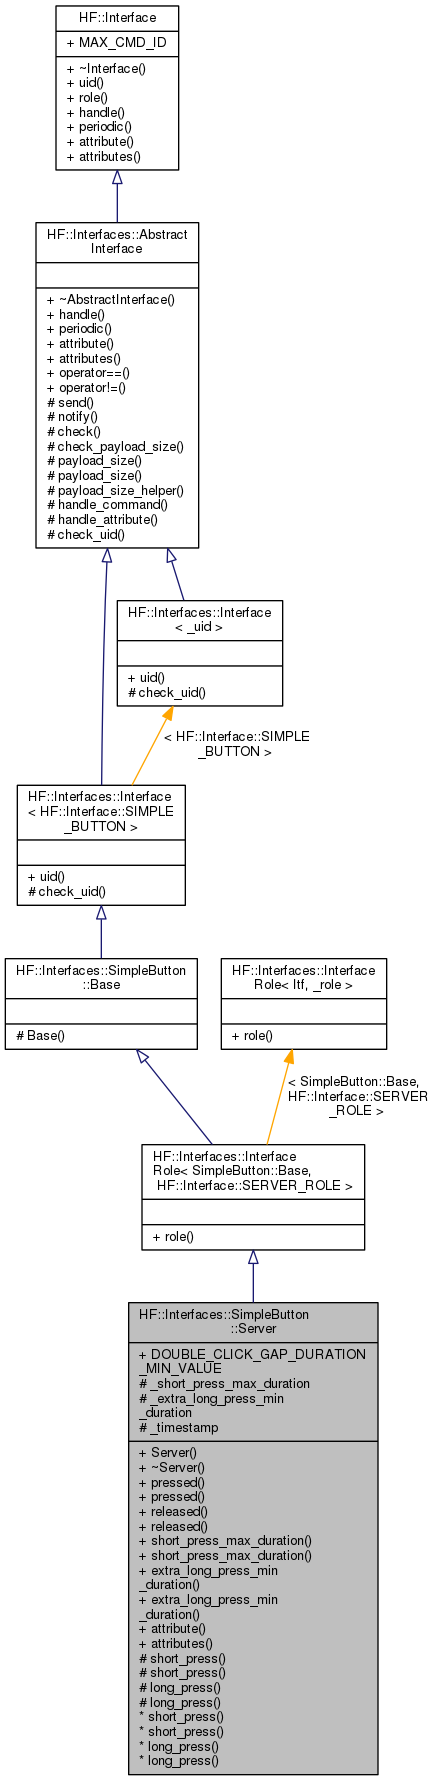 HF::Interface
+ MAX_CMD_ID
+ ~Interface()
+ uid()
+ role()
+ handle()
+ periodic()
+ attribute()
+ attributes()
HF::Interfaces::Abstract
Interface
+ ~AbstractInterface()
+ handle()
+ periodic()
+ attribute()
+ attributes()
+ operator==()
+ operator!=()
# send()
# notify()
# check()
# check_payload_size()
# payload_size()
# payload_size()
# payload_size_helper()
# handle_command()
# handle_attribute()
# check_uid()
HF::Interfaces::Interface
< _uid >
+ uid()
# check_uid()
< HF::Interface::SIMPLE
_BUTTON >
HF::Interfaces::Interface
< HF::Interface::SIMPLE
_BUTTON >
+ uid()
# check_uid()
HF::Interfaces::SimpleButton
::Base
# Base()
HF::Interfaces::Interface
Role< Itf, _role >
+ role()
< SimpleButton::Base,
HF::Interface::SERVER
_ROLE >
HF::Interfaces::Interface
Role< SimpleButton::Base,
HF::Interface::SERVER_ROLE >
+ role()
HF::Interfaces::SimpleButton
::Server
+ DOUBLE_CLICK_GAP_DURATION
_MIN_VALUE
# _short_press_max_duration
# _extra_long_press_min
_duration
# _timestamp
+ Server()
+ ~Server()
+ pressed()
+ pressed()
+ released()
+ released()
+ short_press_max_duration()
+ short_press_max_duration()
+ extra_long_press_min
_duration()
+ extra_long_press_min
_duration()
+ attribute()
+ attributes()
# short_press()
# short_press()
# long_press()
# long_press()
* short_press()
* short_press()
* long_press()
* long_press()